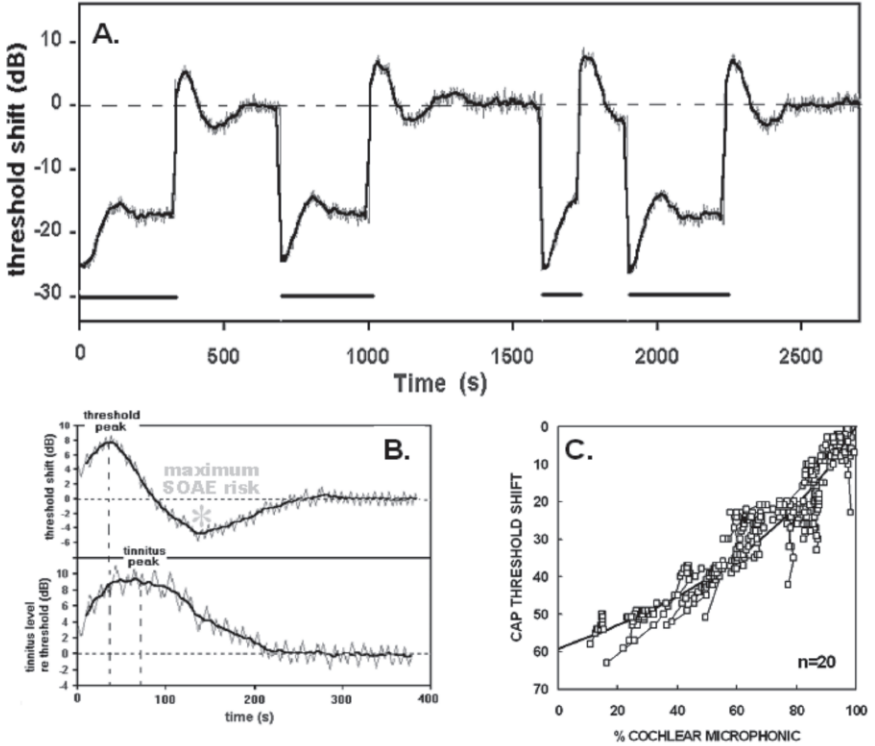 A.
threshold shift (dB)
10
0
-10
-20
-30
0
500
1000
1500
2000
2500
Time (s)
B.
threshold
peak
threshold shift (dB)
10
8
6
4
2
0
-2
-4
-6
maximum
SOAE risk
*
tinnitus
peak
tinnitus level
re threshold (dB)
10
8
6
4
2
0
-2
-4
0
100
200
300
400
time (s)
C.
CAP THRESHOLD SHIFT
0
10
20
30
40
50
60
70
n=20
0
20
40
60
80
100
% COCHLEAR MICROPHONIC